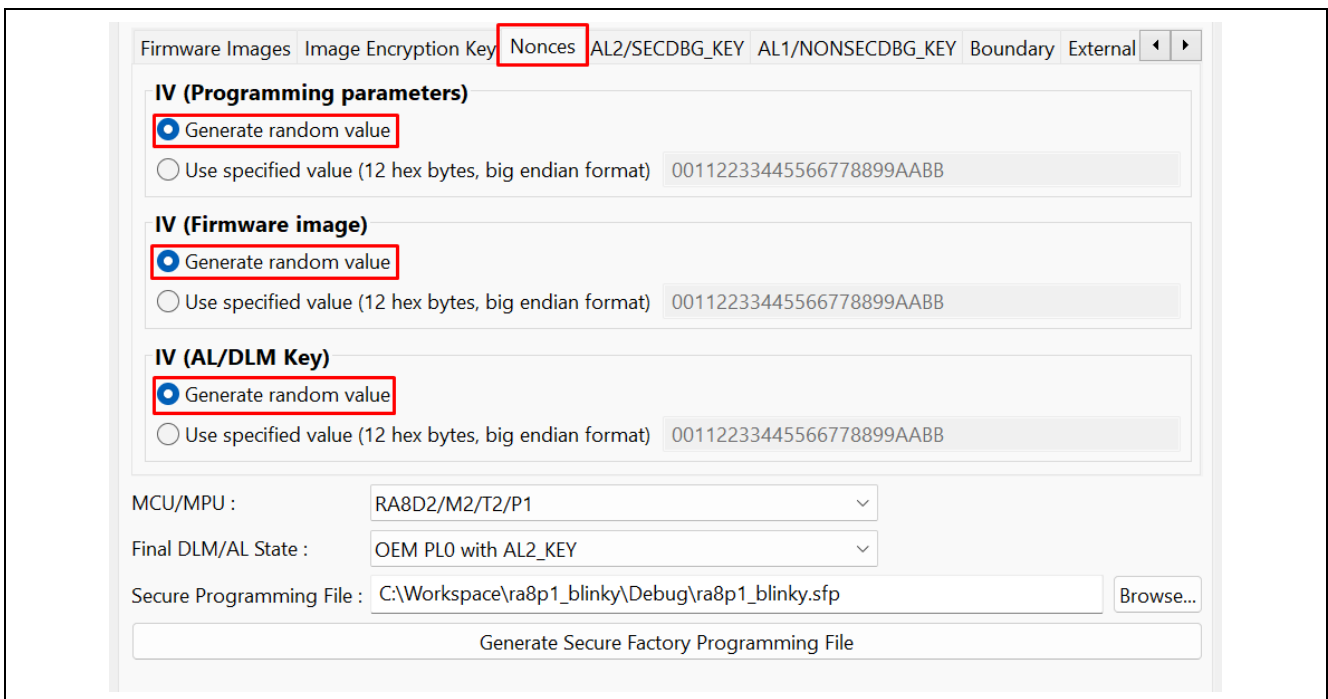 Firmware Images Image Encryption Key Nonces AL2/SECDBG_KEY AL1/NONSECDBG_KEY Boundary External
IV (Programming parameters)
Generate random value
Use specified value (12 hex bytes, big endian format) 00112233445566778899AABB
IV (Firmware image)
Generate random value
Use specified value (12 hex bytes, big endian format) 00112233445566778899AABB
IV (AL/DLM Key)
Generate random value
Use specified value (12 hex bytes, big endian format) 00112233445566778899AABB
MCU/MPU : RA8D2/M2/T2/P1
Final DLM/AL State : OEM PL0 with AL2_KEY
Secure Programming File : C:\Workspace\ra8p1_blinky\Debug\ra8p1_blinky.sfp Browse...
Generate Secure Factory Programming File